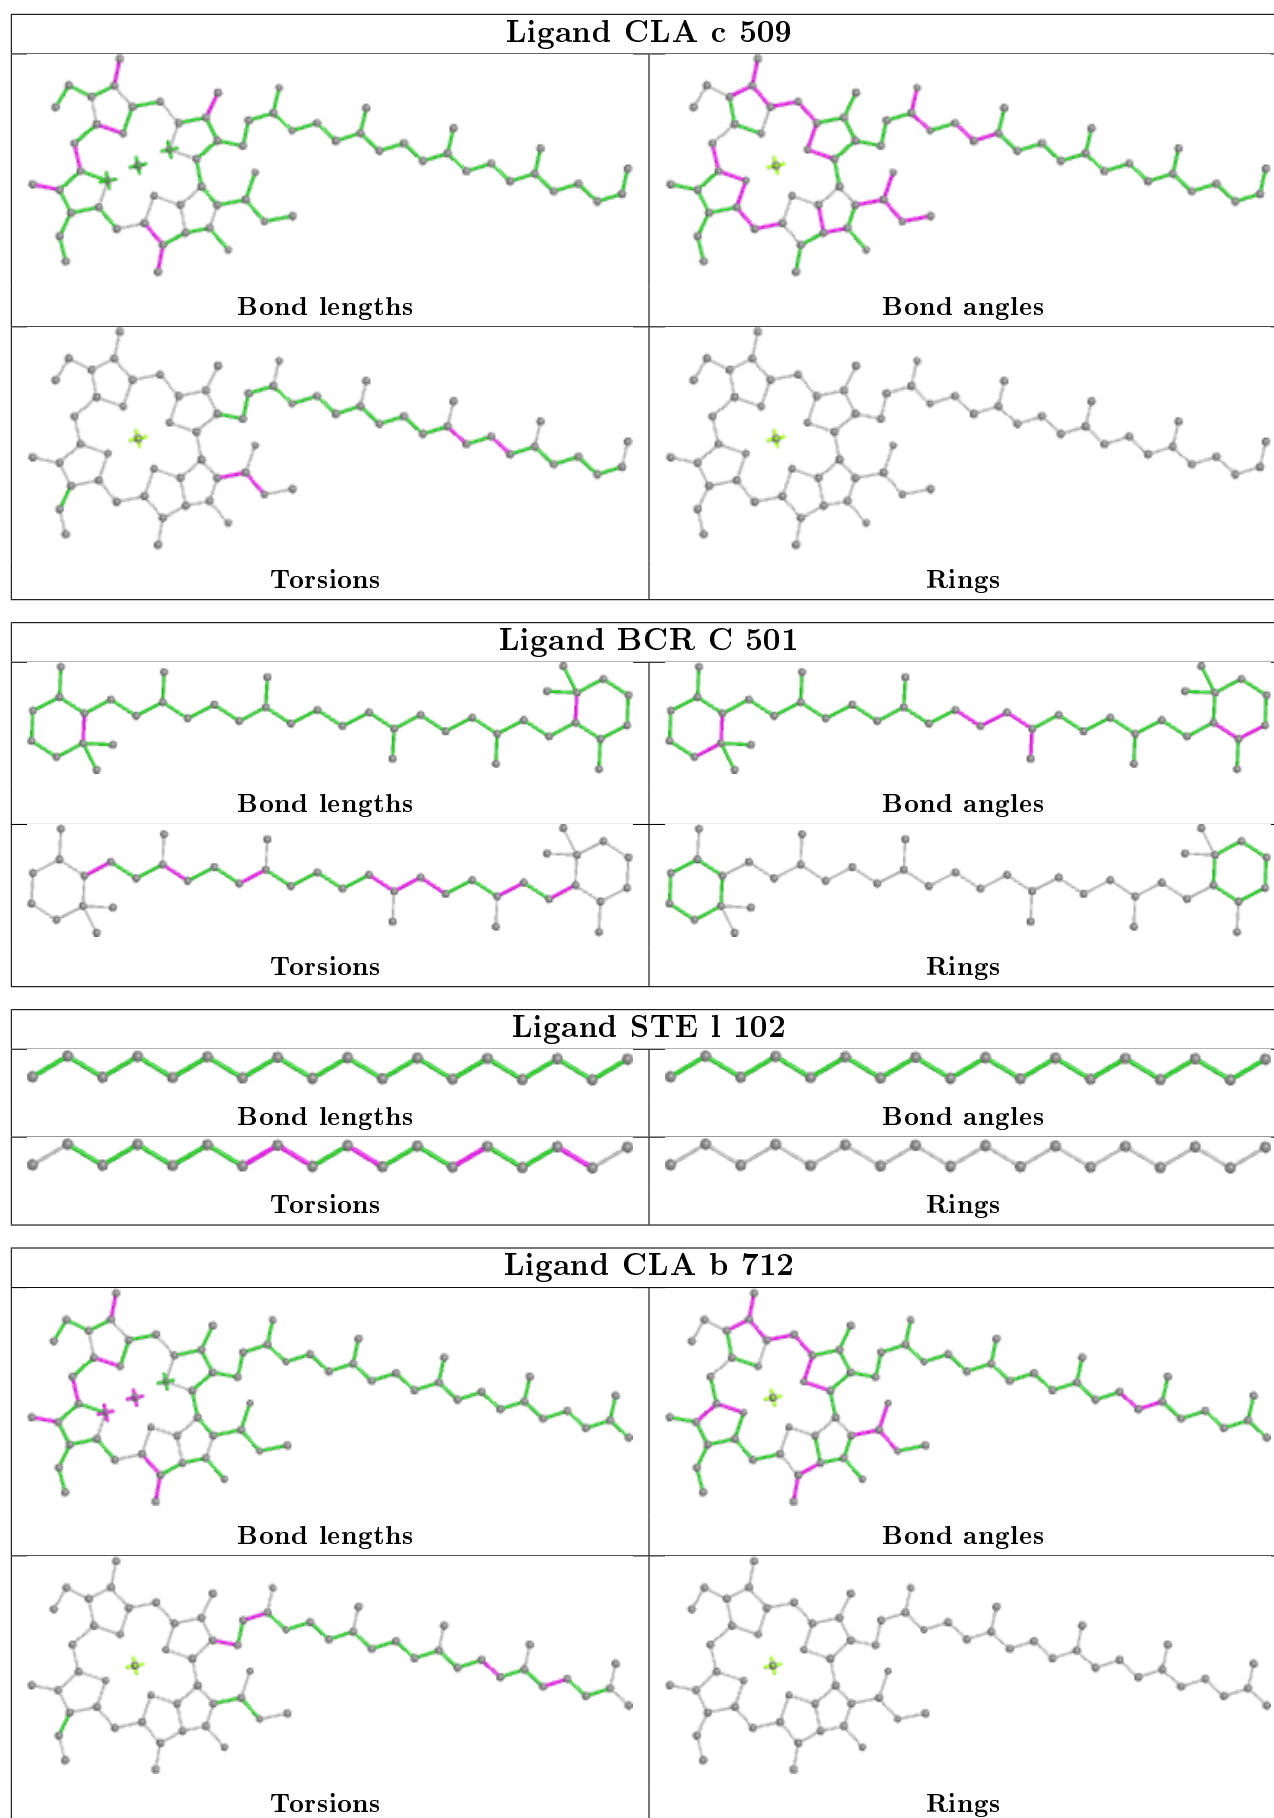 Ligand CLA c 509
Bond lengths
Bond angles
Torsions
Rings
Ligand BCR C 501
Bond lengths
Bond angles
Torsions
Rings
Ligand STE l 102
Bond lengths
Bond angles
Torsions
Rings
Ligand CLA b 712
Bond lengths
Bond angles
Torsions
Rings